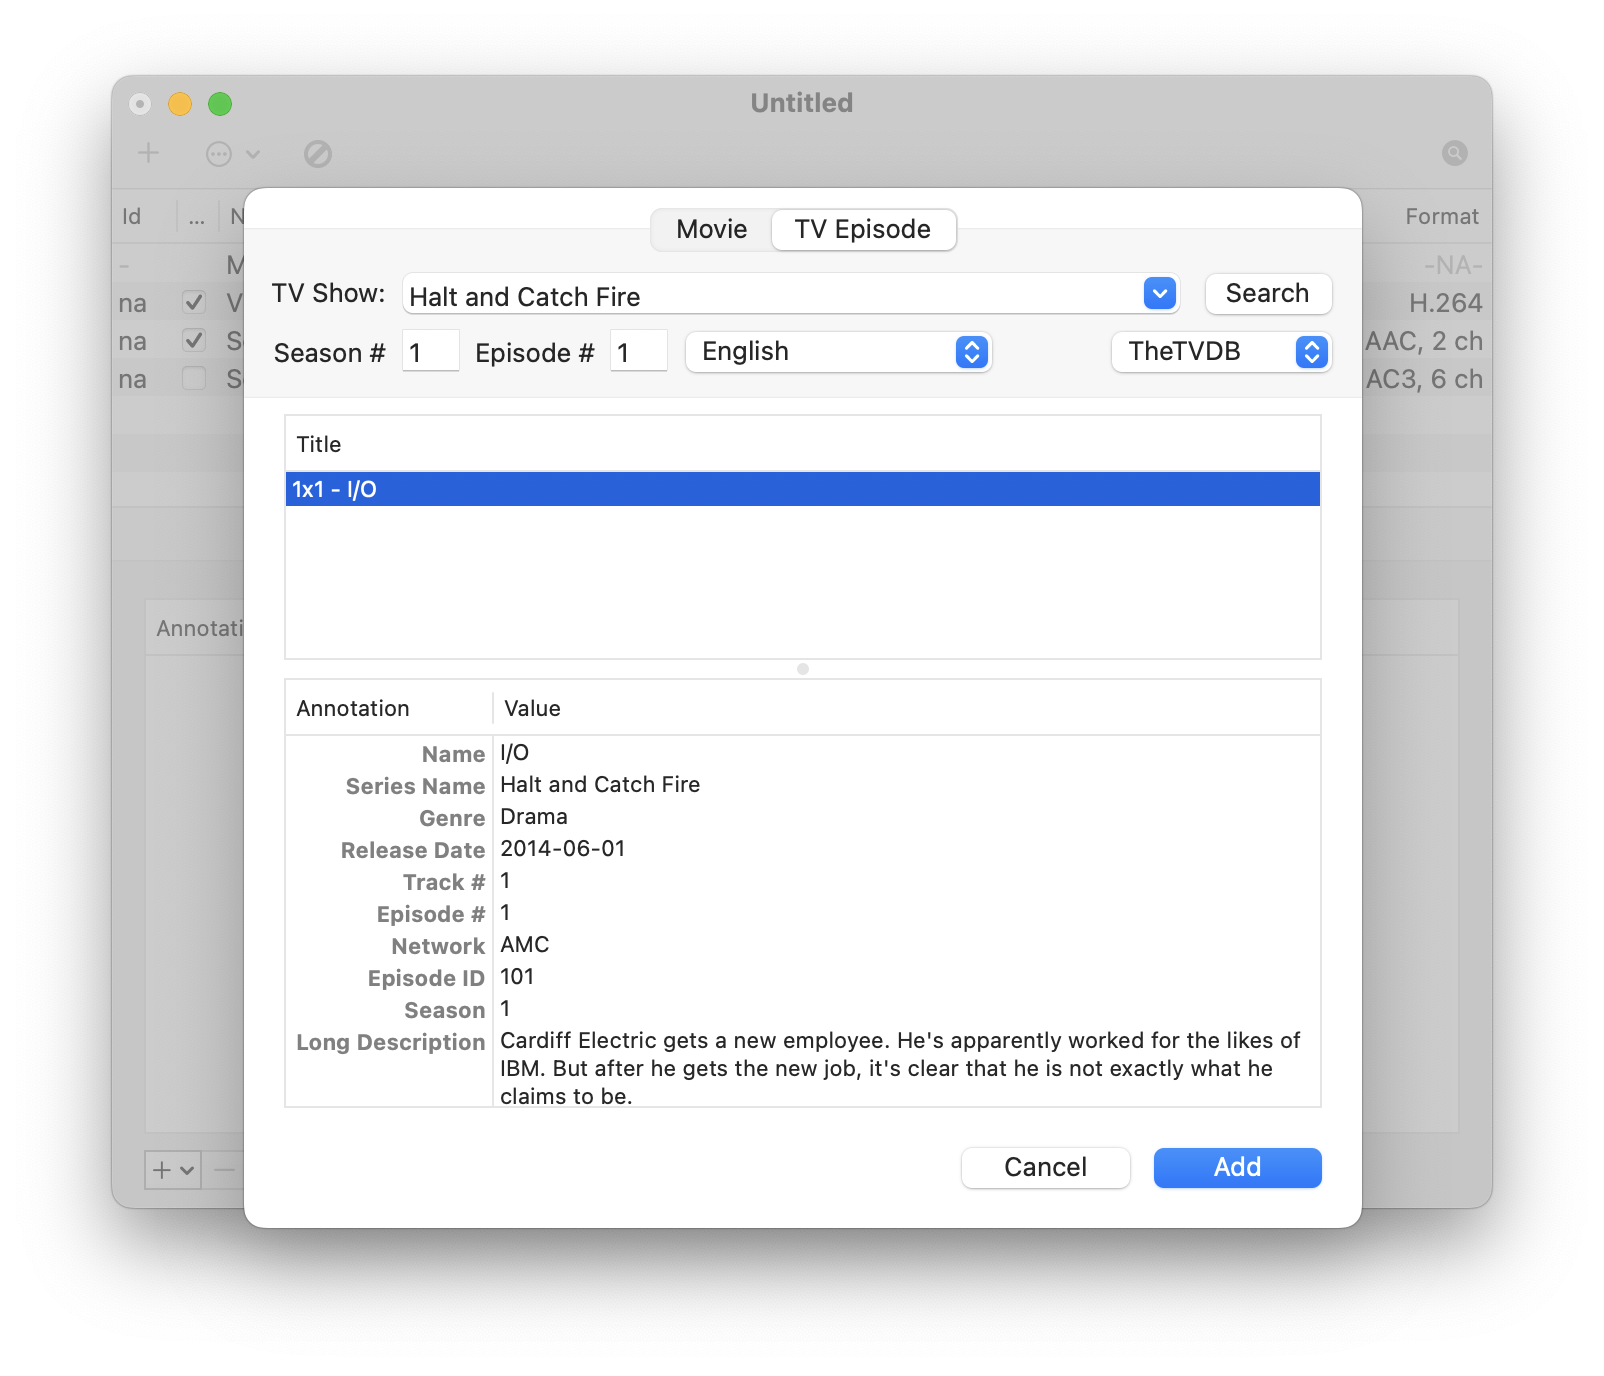 Untitled
Id ... N Format
- M -NA-
na V H.264
na S AAC, 2 ch
na S AC3, 6 ch
Annotati
Movie TV Episode
TV Show: Halt and Catch Fire Search
Season # 1 Episode # 1 English TheTVDB
Title
1x1 - I/O
Annotation Value
Name I/O
Series Name Halt and Catch Fire
Genre Drama
Release Date 2014-06-01
Track # 1
Episode # 1
Network AMC
Episode ID 101
Season 1
Long Description Cardiff Electric gets a new employee. He's apparently worked for the likes of
IBM. But after he gets the new job, it's clear that he is not exactly what he
claims to be.
Cancel Add